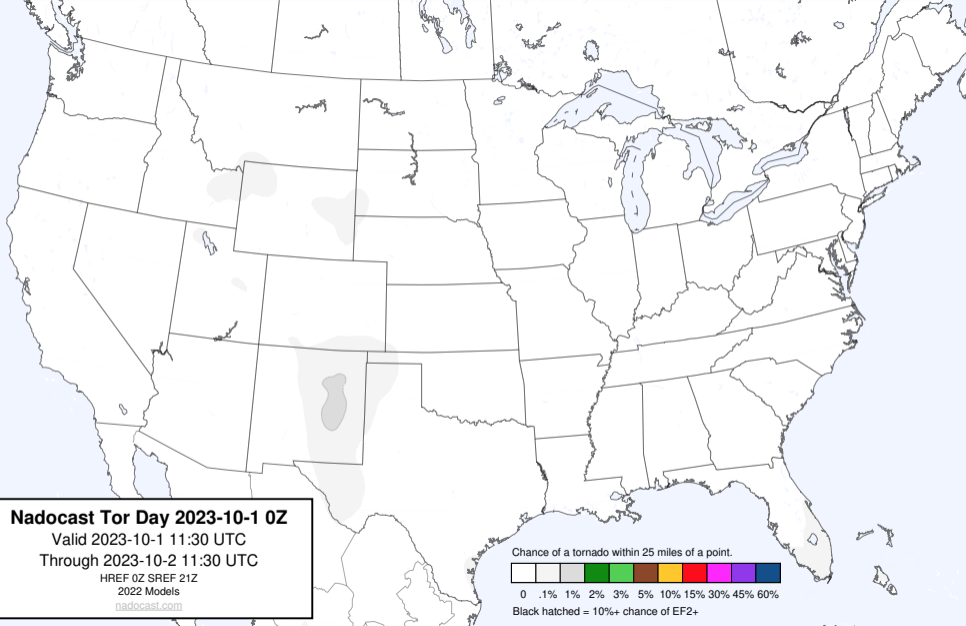 Nadocast Tor Day 2023-10-1 0Z
Valid 2023-10-1 11:30 UTC
Through 2023-10-2 11:30 UTC
HREF 0Z SREF 21Z
2022 Models
nadocast.com
Chance of a tornado within 25 miles of a point.
0 .1% 1% 2% 3% 5% 10% 15% 30% 45% 60%
Black hatched = 10%+ chance of EF2+